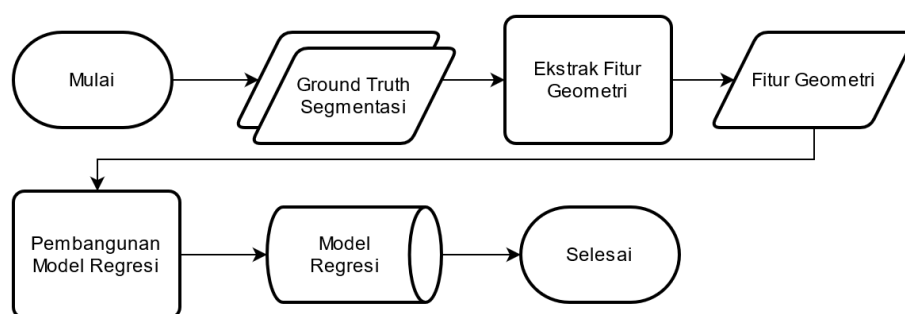 Mulai
Ground Truth
Segmentasi
Ekstrak Fitur
Geometri
Fitur Geometri
Pembangunan
Model Regresi
Model
Regresi
Selesai